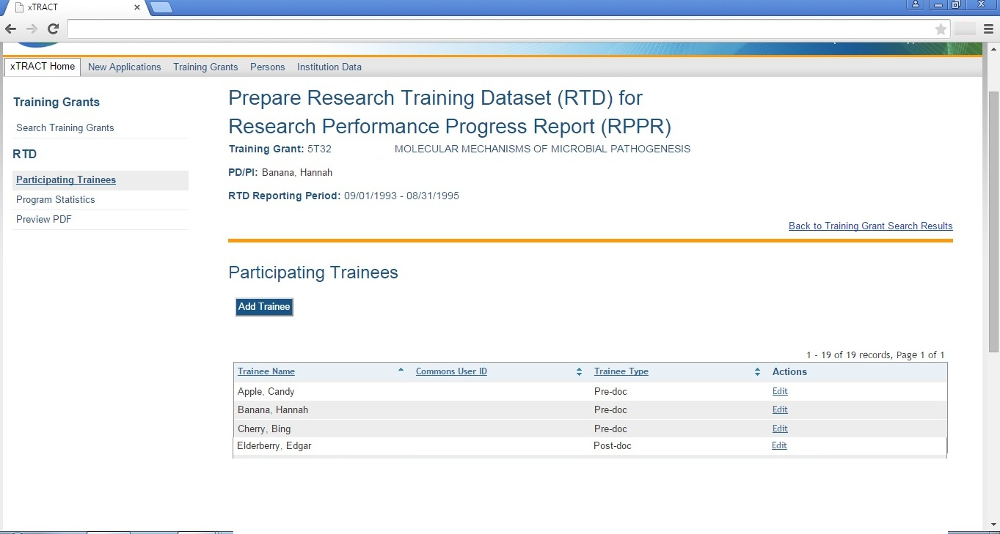 xTRACT
xTRACT Home New Applications Training Grants Persons Institution Data
Training Grants
Search Training Grants
RTD
Participating Trainees
Program Statistics
Preview PDF
Prepare Research Training Dataset (RTD) for
Research Performance Progress Report (RPPR)
Training Grant: 5T32 MOLECULAR MECHANISMS OF MICROBIAL PATHOGENESIS
PD/PI: Banana, Hannah
RTD Reporting Period: 09/01/1993 - 08/31/1995
Back to Training Grant Search Results
Participating Trainees
Add Trainee
1 - 19 of 19 records, Page 1 of 1
Trainee Name Commons User ID Trainee Type Actions
Apple, Candy Pre-doc Edit
Banana, Hannah Pre-doc Edit
Cherry, Bing Pre-doc Edit
Elderberry, Edgar Post-doc Edit